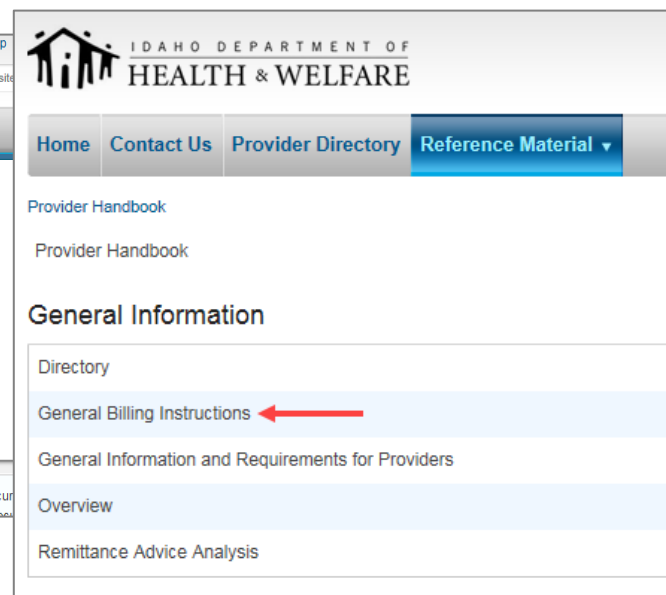 IDAHO DEPARTMENT OF
HEALTH & WELFARE
Home Contact Us Provider Directory Reference Material ▾
Provider Handbook
Provider Handbook
General Information
Directory
General Billing Instructions
General Information and Requirements for Providers
Overview
Remittance Advice Analysis